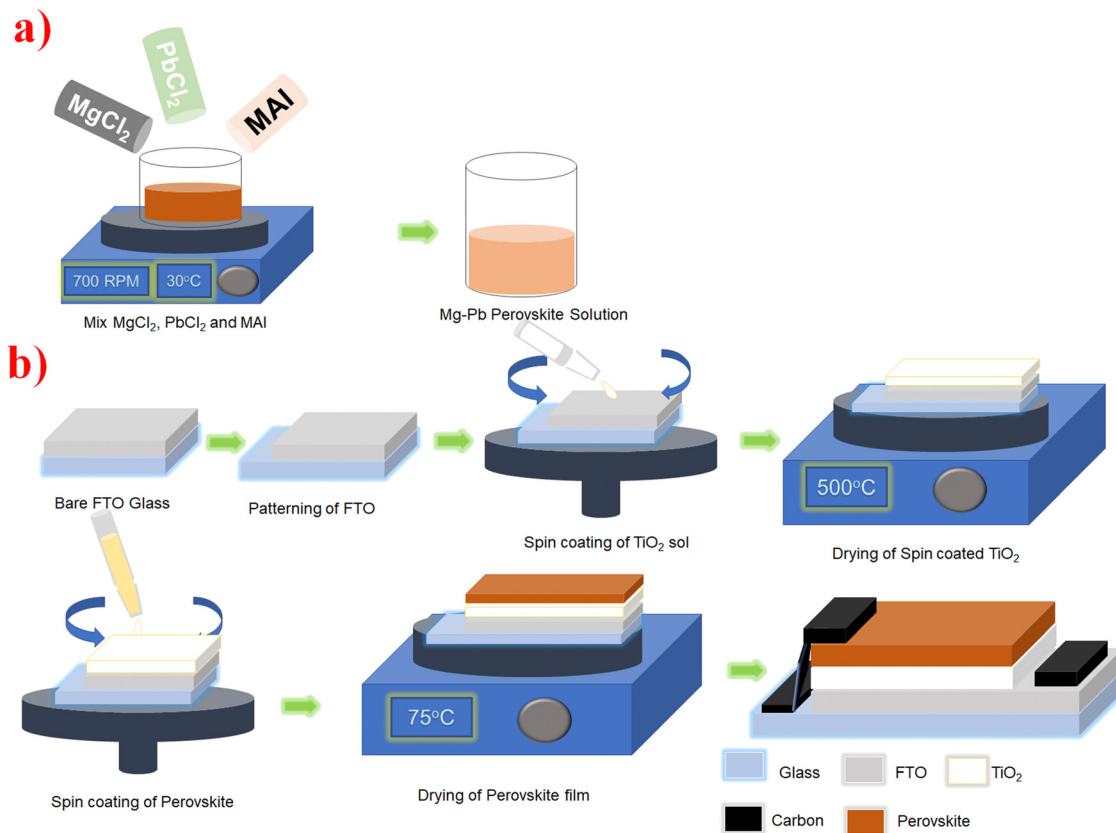 a)
MgCl₂
PbCl₂
MAI
700 RPM
30°C
Mix MgCl₂, PbCl₂ and MAI
Mg-Pb Perovskite Solution
b)
Bare FTO Glass
Patterning of FTO
Spin coating of TiO₂ sol
500°C
Drying of Spin coated TiO₂
Spin coating of Perovskite
75°C
Drying of Perovskite film
Glass
FTO
TiO₂
Carbon
Perovskite